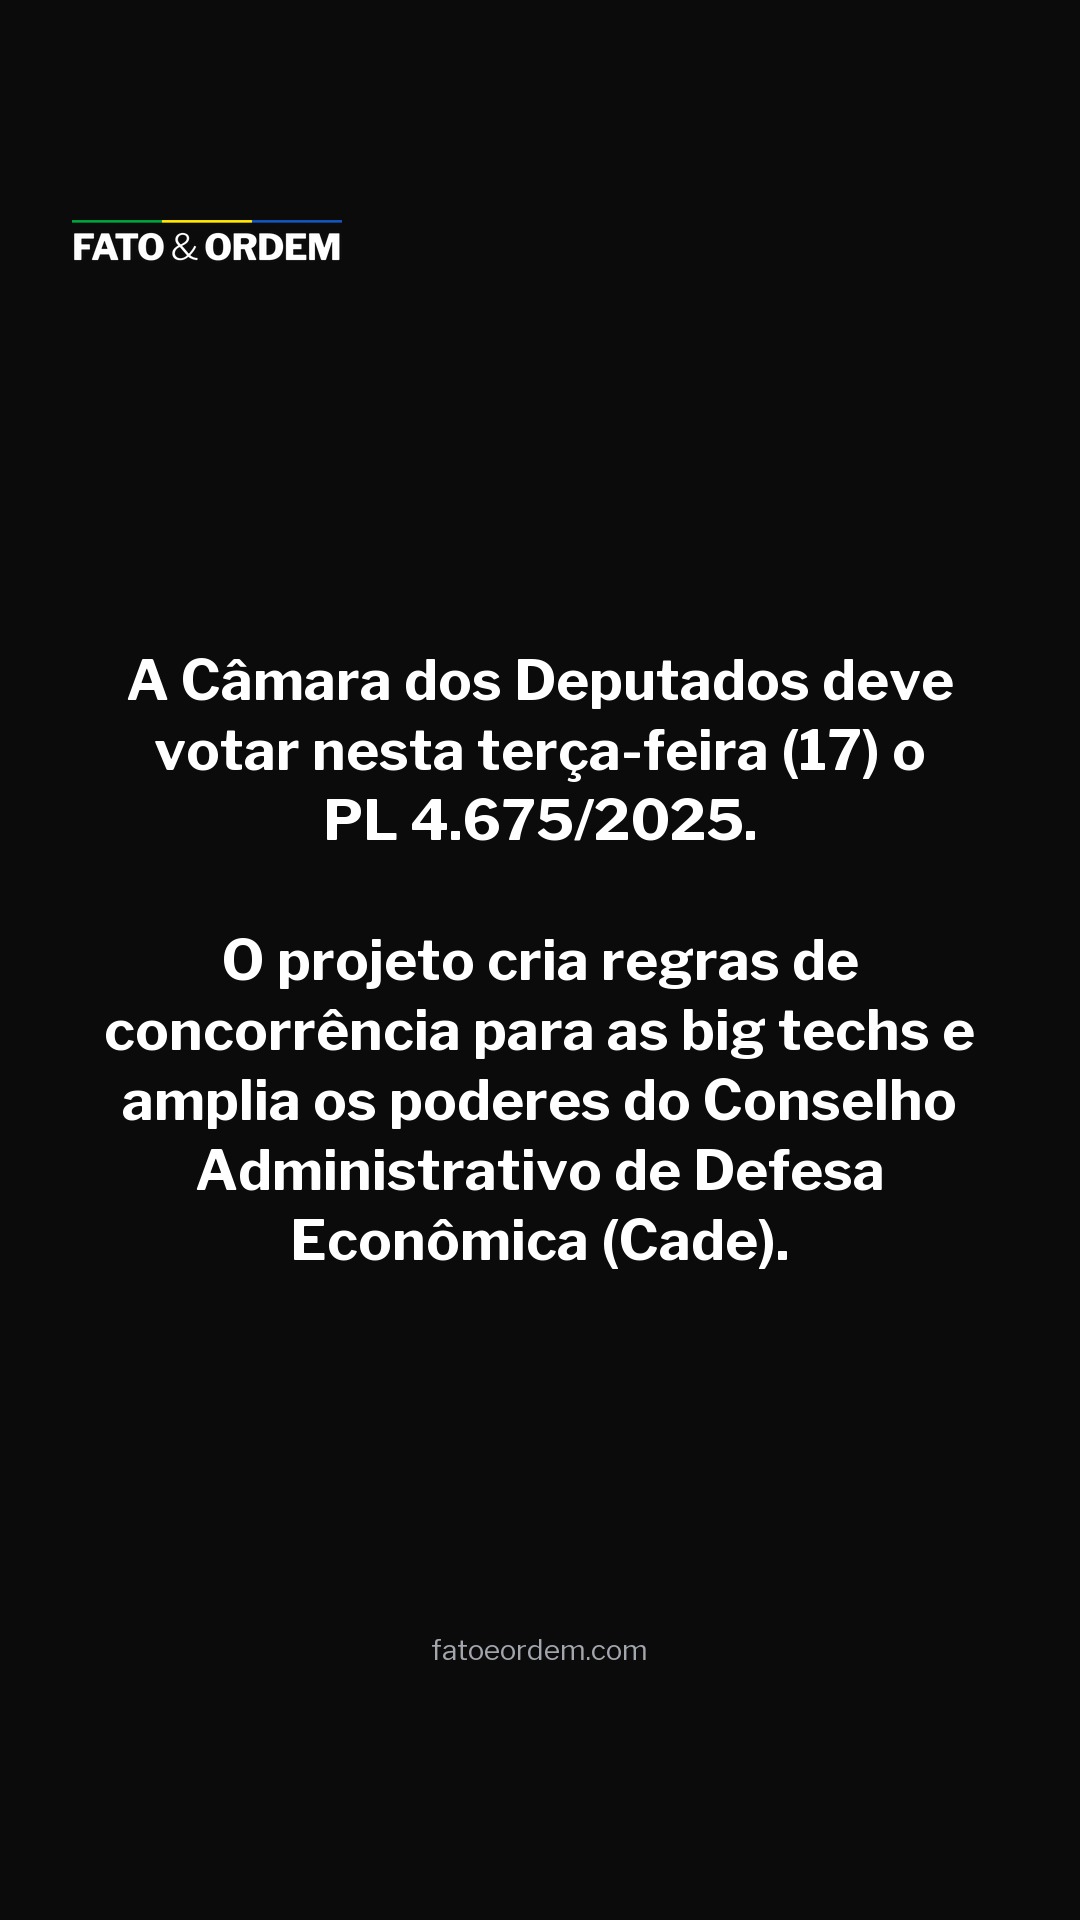 FATO & ORDEM
A Câmara dos Deputados deve
votar nesta terça-feira (17) o
PL 4.675/2025.
O projeto cria regras de
concorrência para as big techs e
amplia os poderes do Conselho
Administrativo de Defesa
Econômica (Cade).
fatoeordem.com